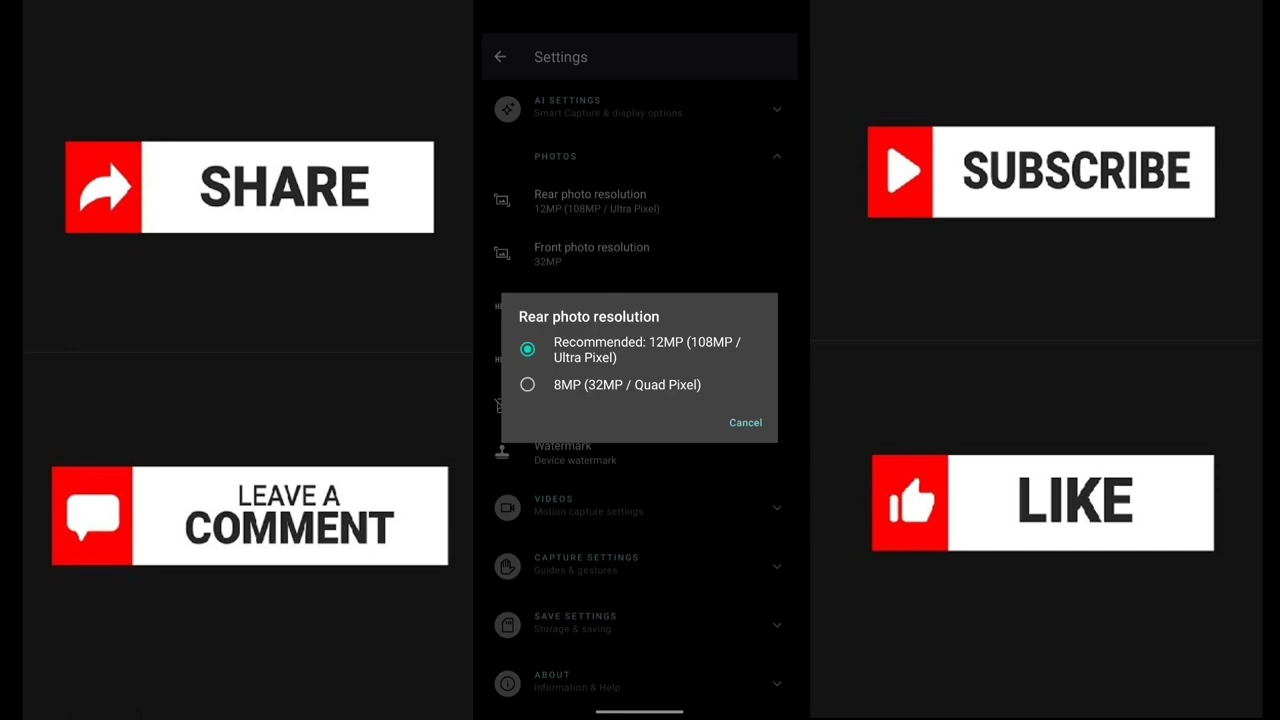 SHARE
LEAVE A
COMMENT
Settings
AI SETTINGS
Smart Capture & display options
PHOTOS
Rear photo resolution
12MP (108MP / Ultra Pixel)
Front photo resolution
32MP
Rear photo resolution
Recommended: 12MP (108MP /
Ultra Pixel)
8MP (32MP / Quad Pixel)
Cancel
Watermark
Device watermark
VIDEOS
Motion capture settings
CAPTURE SETTINGS
Guides & gestures
SAVE SETTINGS
Storage & saving
ABOUT
Information & Help
SUBSCRIBE
LIKE